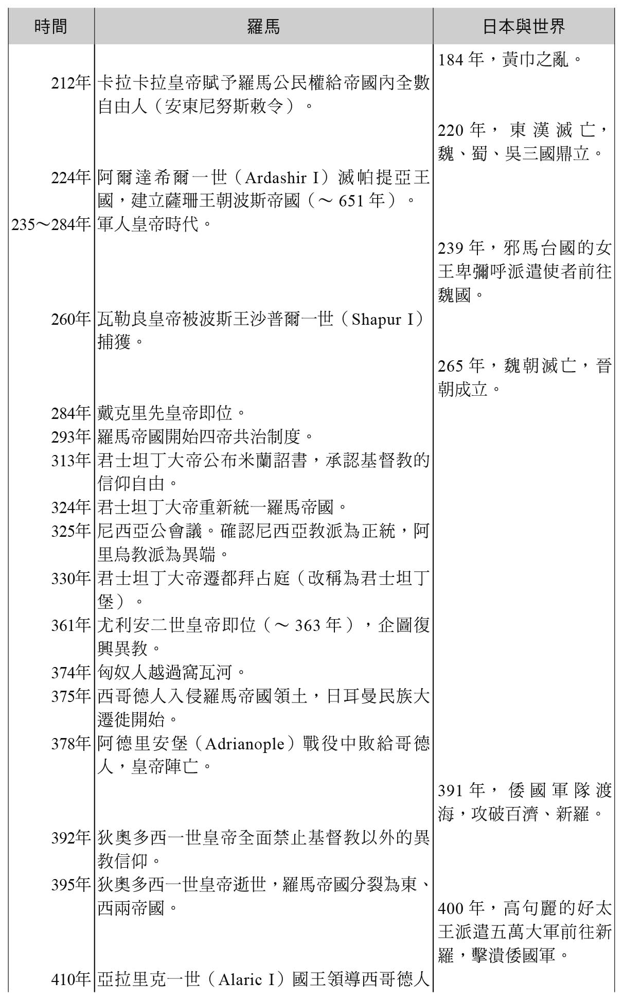 時間 羅馬 日本與世界
184 年，黃巾之亂。
212年 卡拉卡拉皇帝賦予羅馬公民權給帝國內全數
自由人（安東尼努斯敕令）。
220 年，東漢滅亡，
魏、蜀、吳三國鼎立。
224年 阿爾達希爾一世（Ardashir I）滅帕提亞王
國，建立薩珊王朝波斯帝國（～ 651 年）。
235～284年 軍人皇帝時代。
239 年，邪馬台國的女
王卑彌呼派遣使者前往
魏國。
260年 瓦勒良皇帝被波斯王沙普爾一世（Shapur I）
捕獲。
265 年，魏朝滅亡，晉
朝成立。
284年 戴克里先皇帝即位。
293年 羅馬帝國開始四帝共治制度。
313年 君士坦丁大帝公布米蘭詔書，承認基督教的
信仰自由。
324年 君士坦丁大帝重新統一羅馬帝國。
325年 尼西亞公會議。確認尼西亞教派為正統，阿
里烏教派為異端。
330年 君士坦丁大帝遷都拜占庭（改稱為君士坦丁
堡）。
361年 尤利安二世皇帝即位（～ 363 年），企圖復
興異教。
374年 匈奴人越過窩瓦河。
375年 西哥德人入侵羅馬帝國領土，日耳曼民族大
遷徙開始。
378年 阿德里安堡（Adrianople）戰役中敗給哥德
人，皇帝陣亡。
391 年，倭國軍隊渡
海，攻破百濟、新羅。
392年 狄奧多西一世皇帝全面禁止基督教以外的異
教信仰。
395年 狄奧多西一世皇帝逝世，羅馬帝國分裂為東、
西兩帝國。
400 年，高句麗的好太
王派遣五萬大軍前往新
羅，擊潰倭國軍。
410年 亞拉里克一世（Alaric I）國王領導西哥德人